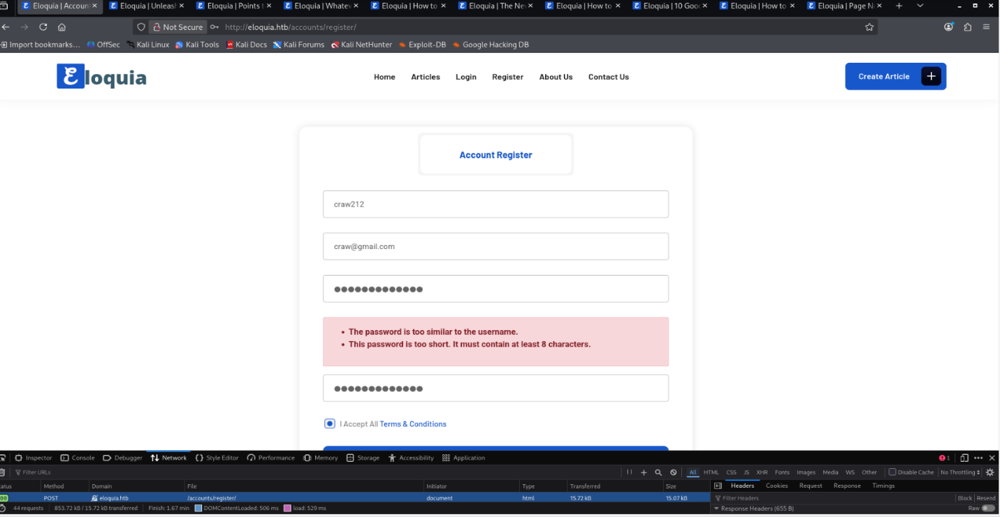 Eloquia | Account
Eloquia | Unleas
Eloquia | Points t
Eloquia | Whatev
Eloquia | How to
Eloquia | The Ne
Eloquia | How to
Eloquia | 10 Goo
Eloquia | How to
Eloquia | Page N
Not Secure http://eloquia.htb/accounts/register/
Import bookmarks... OffSec Kali Linux Kali Tools Kali Docs Kali Forums Kali NetHunter Exploit-DB Google Hacking DB
Eloquia
Home Articles Login Register About Us Contact Us
Create Article +
Account Register
craw212
craw@gmail.com
• The password is too similar to the username.
• This password is too short. It must contain at least 8 characters.
I Accept All Terms & Conditions
Inspector Console Debugger Network Style Editor Performance Memory Storage Accessibility Application 1
Filter URLs All HTML CSS JS XHR Fonts Images Media WS Other Disable Cache No Throttling
tatus Method Domain File Initiator Type Transferred Size Headers Cookies Request Response Timings
00 POST eloquia.htb /accounts/register/ document html 15.72 kB 15.07 kB Filter Headers Block Resend
44 requests 853.72 kB / 15.72 kB transferred Finish: 1.67 min DOMContentLoaded: 506 ms load: 529 ms Response Headers (655 B) Raw